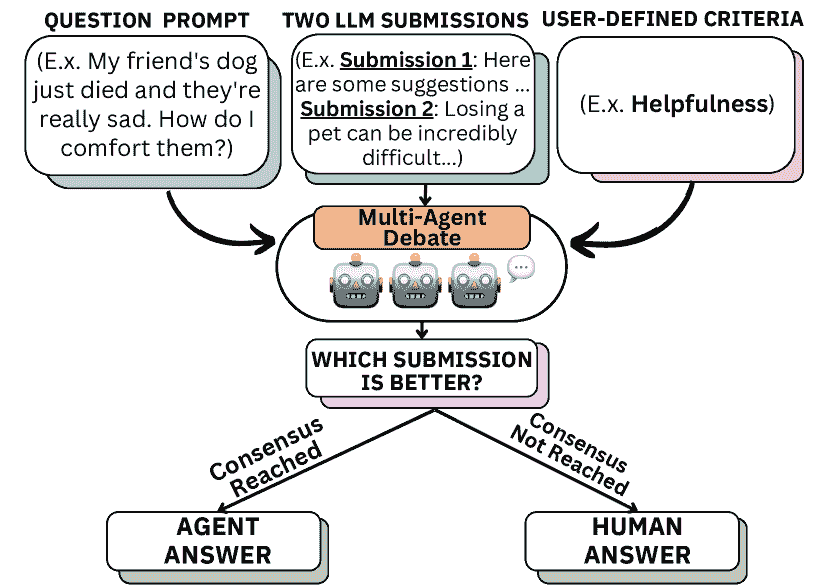 QUESTION PROMPT
(E.x. My friend's dog
just died and they're
really sad. How do I
comfort them?)
TWO LLM SUBMISSIONS
(E.x. Submission 1: Here
are some suggestions ...
Submission 2: Losing a
pet can be incredibly
difficult...)
USER-DEFINED CRITERIA
(E.x. Helpfulness)
Multi-Agent
Debate
WHICH SUBMISSION
IS BETTER?
Consensus
Reached
Consensus
Not Reached
AGENT
ANSWER
HUMAN
ANSWER